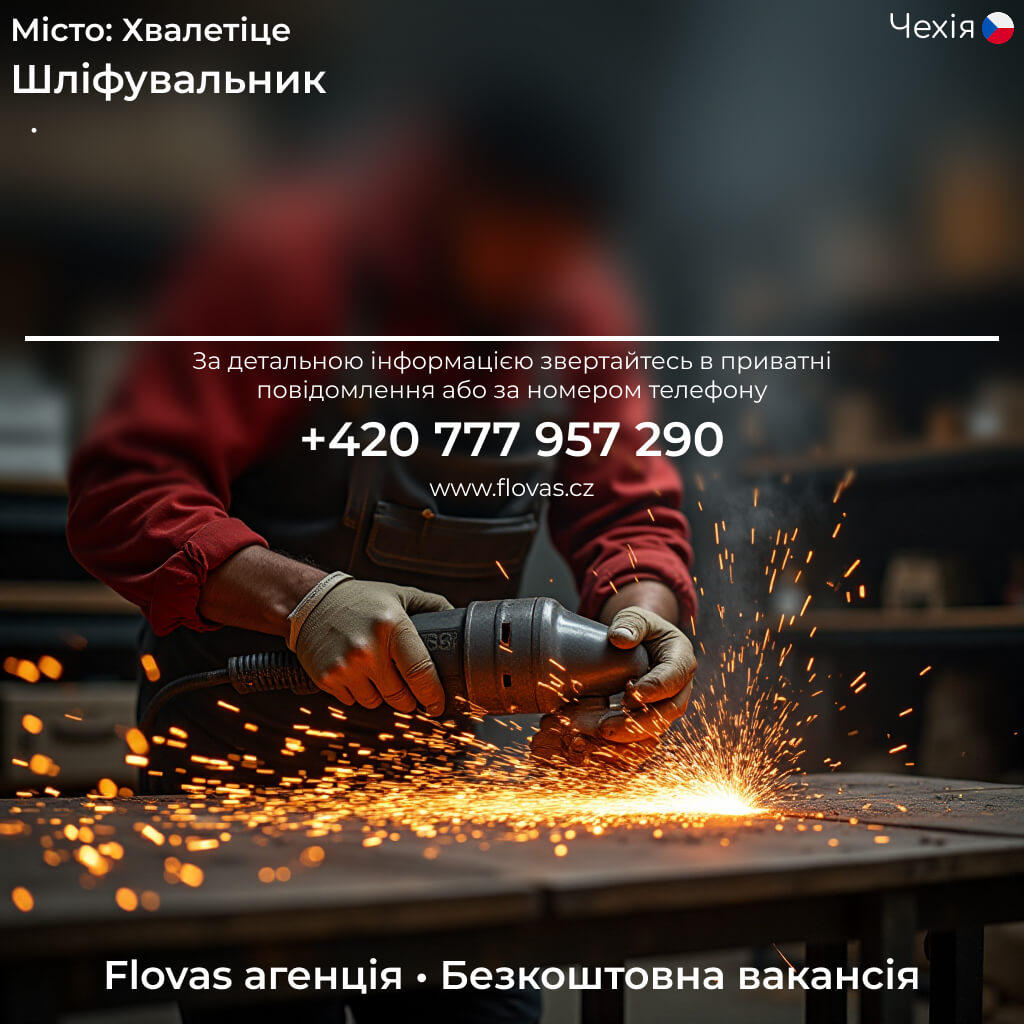 Місто: Хвалетіце
Чехія
Шліфувальник
•
За детальною інформацією звертайтесь в приватні
повідомлення або за номером телефону
+420 777 957 290
www.flovas.cz
Flovas агенція • Безкоштовна вакансія